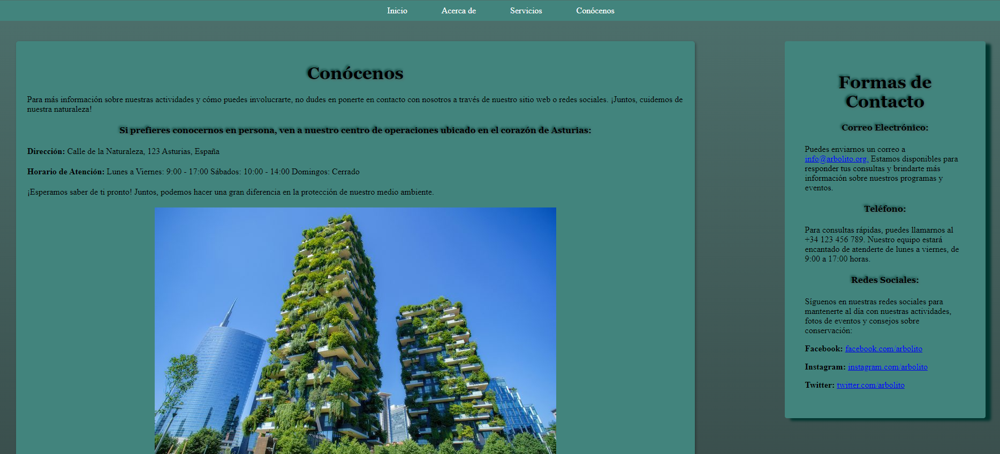 Inicio Acerca de Servicios Conócenos
Conócenos
Para más información sobre nuestras actividades y cómo puedes involucrarte, no dudes en ponerte en contacto con nosotros a través de nuestro sitio web o redes sociales. ¡Juntos, cuidemos de
nuestra naturaleza!
Si prefieres conocernos en persona, ven a nuestro centro de operaciones ubicado en el corazón de Asturias:
Dirección: Calle de la Naturaleza, 123 Asturias, España
Horario de Atención: Lunes a Viernes: 9:00 - 17:00 Sábados: 10:00 - 14:00 Domingos: Cerrado
¡Esperamos saber de ti pronto! Juntos, podemos hacer una gran diferencia en la protección de nuestro medio ambiente.
Formas de
Contacto
Correo Electrónico:
Puedes enviarnos un correo a
info@arbolito.org. Estamos disponibles para
responder tus consultas y brindarte más
información sobre nuestros programas y
eventos.
Teléfono:
Para consultas rápidas, puedes llamarnos al
+34 123 456 789. Nuestro equipo estará
encantado de atenderte de lunes a viernes, de
9:00 a 17:00 horas.
Redes Sociales:
Síguenos en nuestras redes sociales para
mantenerte al día con nuestras actividades,
fotos de eventos y consejos sobre
conservación:
Facebook: facebook.com/arbolito
Instagram: instagram.com/arbolito
Twitter: twitter.com/arbolito